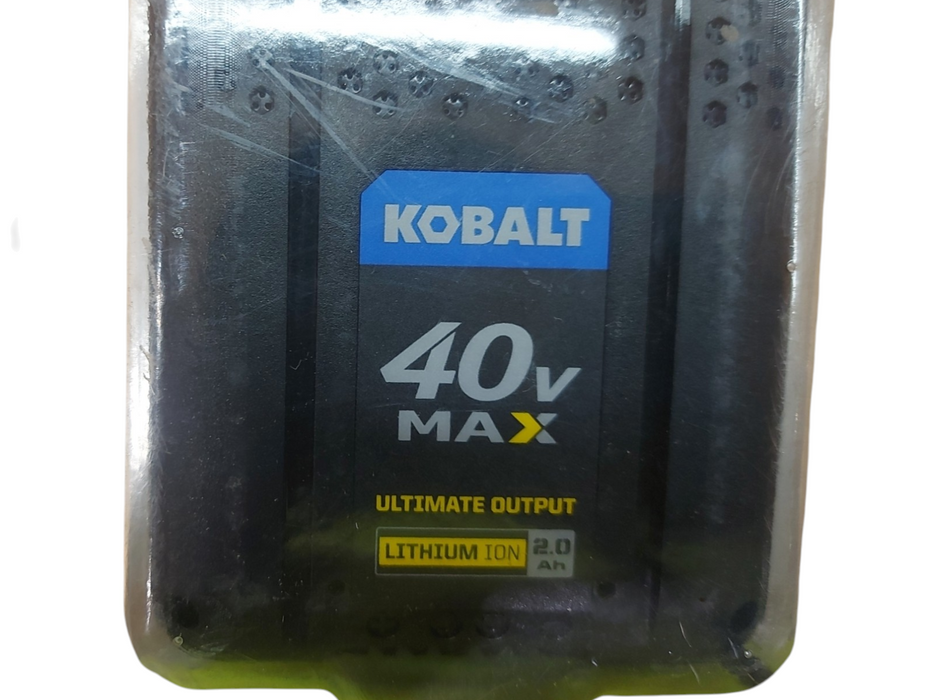 KOBALT
40V
MAX
ULTIMATE OUTPUT
LITHIUM ION 2.0
Ah